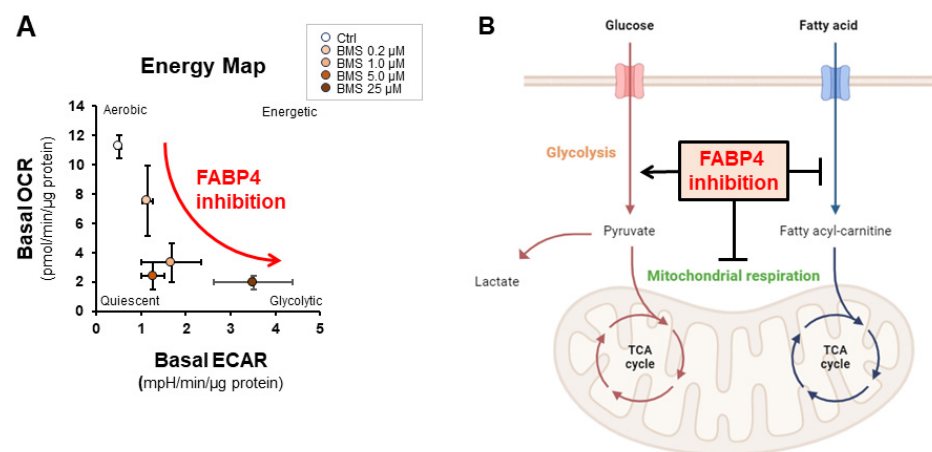 A
Ctrl
BMS 0.2 µM
BMS 1.0 µM
BMS 5.0 µM
BMS 25 µM
Energy Map
Aerobic
Energetic
14
12
10
8
6
4
2
0
Basal OCR
(pmol/min/µg protein)
FABP4
inhibition
Quiescent
Glycolytic
0 1 2 3 4 5
Basal ECAR
(mpH/min/µg protein)
B
Glucose
Fatty acid
Glycolysis
FABP4
inhibition
Pyruvate
Fatty acyl-carnitine
Lactate
Mitochondrial respiration
TCA
cycle
TCA
cycle